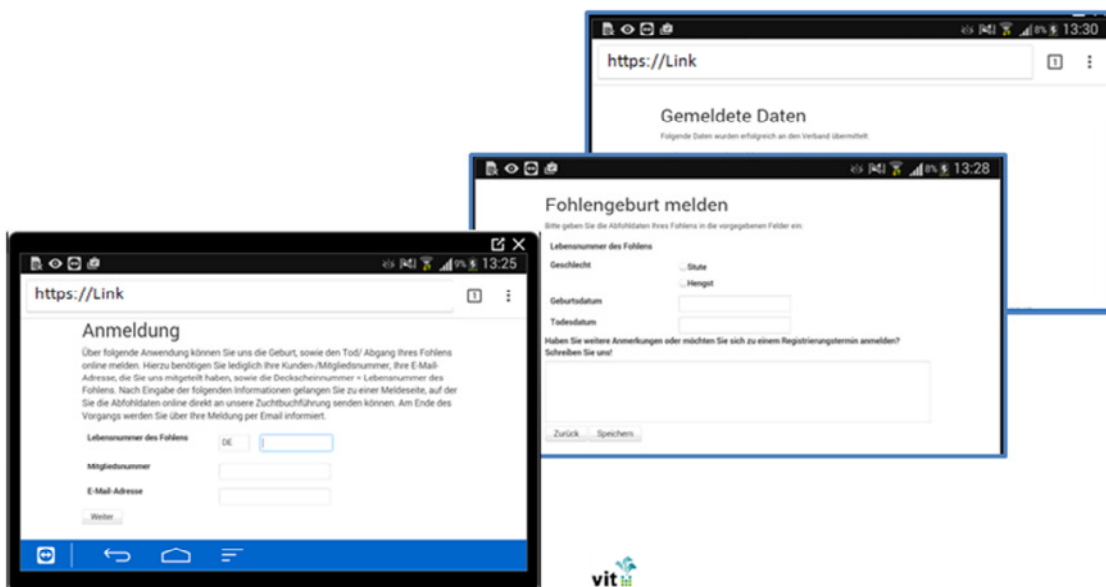 8% 13:30
https://Link
1
Gemeldete Daten
Folgende Daten wurden erfolgreich an den Verband übermittelt.
8% 13:28
Fohlengeburt melden
Bitte geben Sie die Abfohldaten Ihres Fohlens in die vorgegebenen Felder ein:
Lebensnummer des Fohlens
Geschlecht
Stute
Hengst
Geburtsdatum
Todesdatum
Haben Sie weitere Anmerkungen oder möchten Sie sich zu einem Registrierungstermin anmelden?
Schreiben Sie uns!
Zurück Speichern
9% 13:25
https://Link
1
Anmeldung
Über folgende Anwendung können Sie uns die Geburt, sowie den Tod/ Abgang Ihres Fohlens
online melden. Hierzu benötigen Sie lediglich Ihre Kunden-/Mitgliedsnummer, Ihre E-Mail-
Adresse, die Sie uns mitgeteilt haben, sowie die Deckscheinnummer = Lebensnummer des
Fohlens. Nach Eingabe der folgenden Informationen gelangen Sie zu einer Meldeseite, auf der
Sie die Abfohldaten online direkt an unsere Zuchtbuchführung senden können. Am Ende des
Vorgangs werden Sie über Ihre Meldung per Email informiert.
Lebensnummer des Fohlens DE
Mitgliedsnummer
E-Mail-Adresse
Weiter
vit